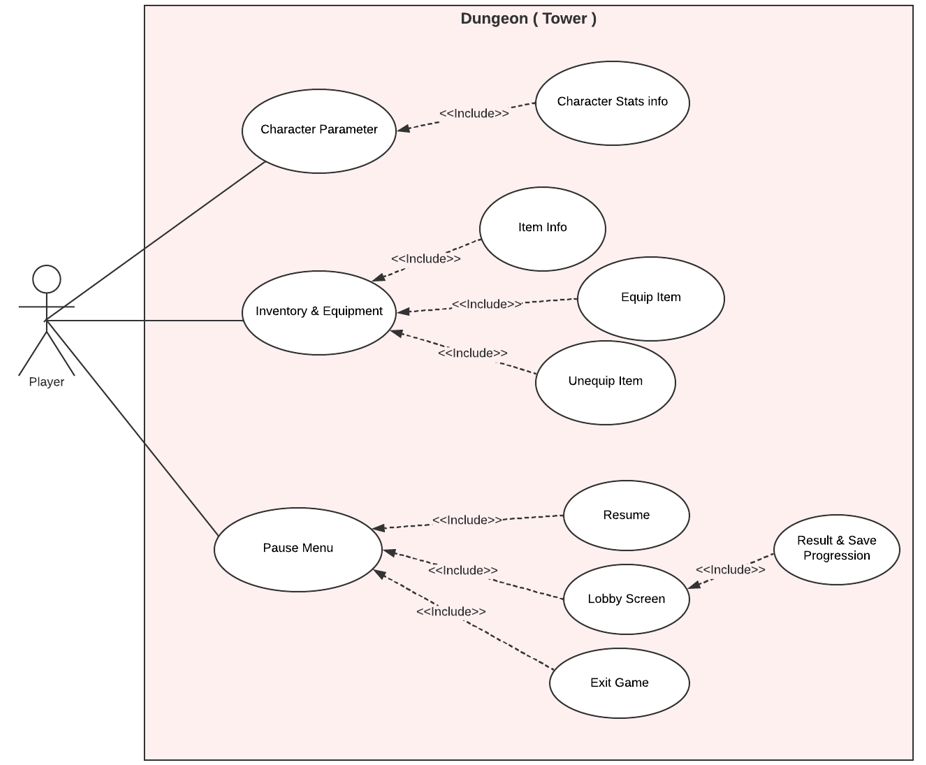 Dungeon ( Tower )
Character Stats info
<<Include>>
Character Parameter
Item Info
<<Include>>
Equip Item
<<Include>>
Inventory & Equipment
<<Include>>
Unequip Item
Player
Resume
<<Include>>
Pause Menu
Result & Save
Progression
<<Include>>
<<Include>>
Lobby Screen
<<Include>>
Exit Game